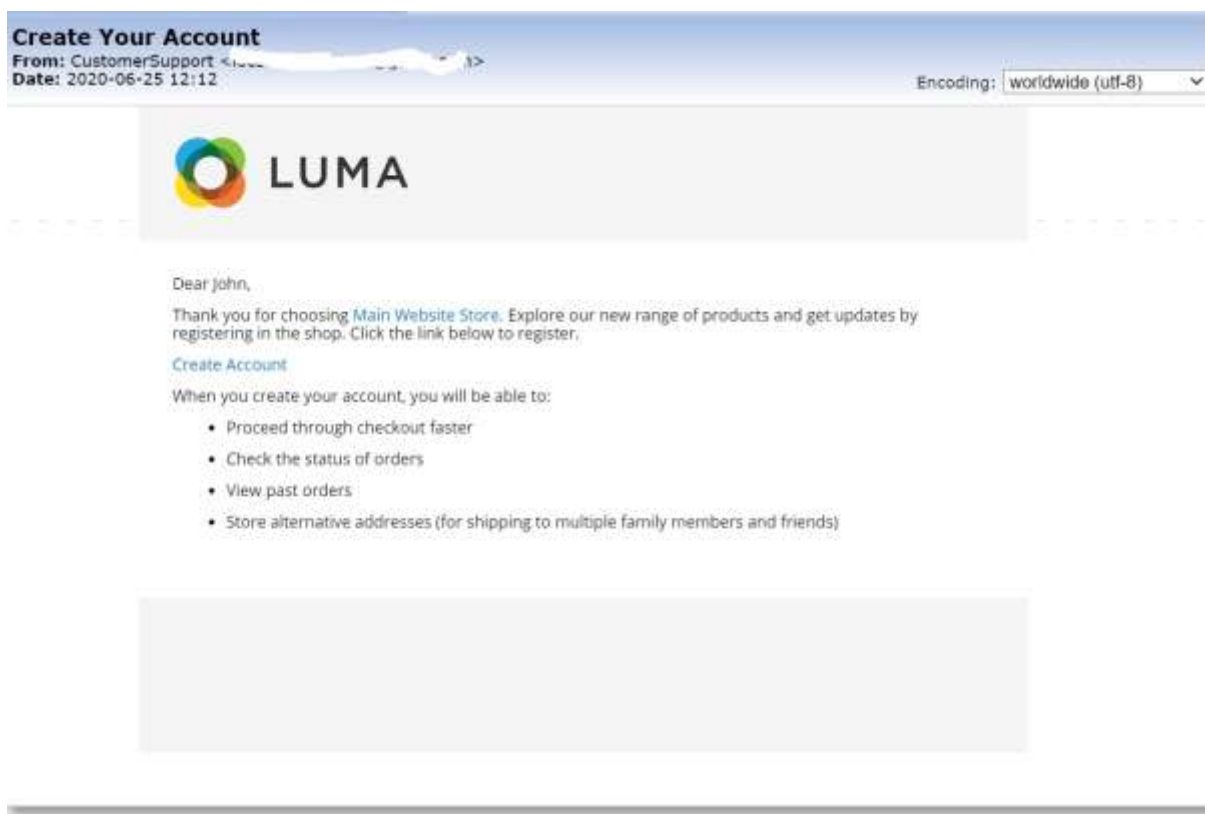 Create Your Account
From: CustomerSupport <
Date: 2020-06-25 12:12
Encoding: worldwide (utf-8)
LUMA
Dear John,
Thank you for choosing Main Website Store. Explore our new range of products and get updates by
registering in the shop. Click the link below to register.
Create Account
When you create your account, you will be able to:
• Proceed through checkout faster
• Check the status of orders
• View past orders
• Store alternative addresses (for shipping to multiple family members and friends)